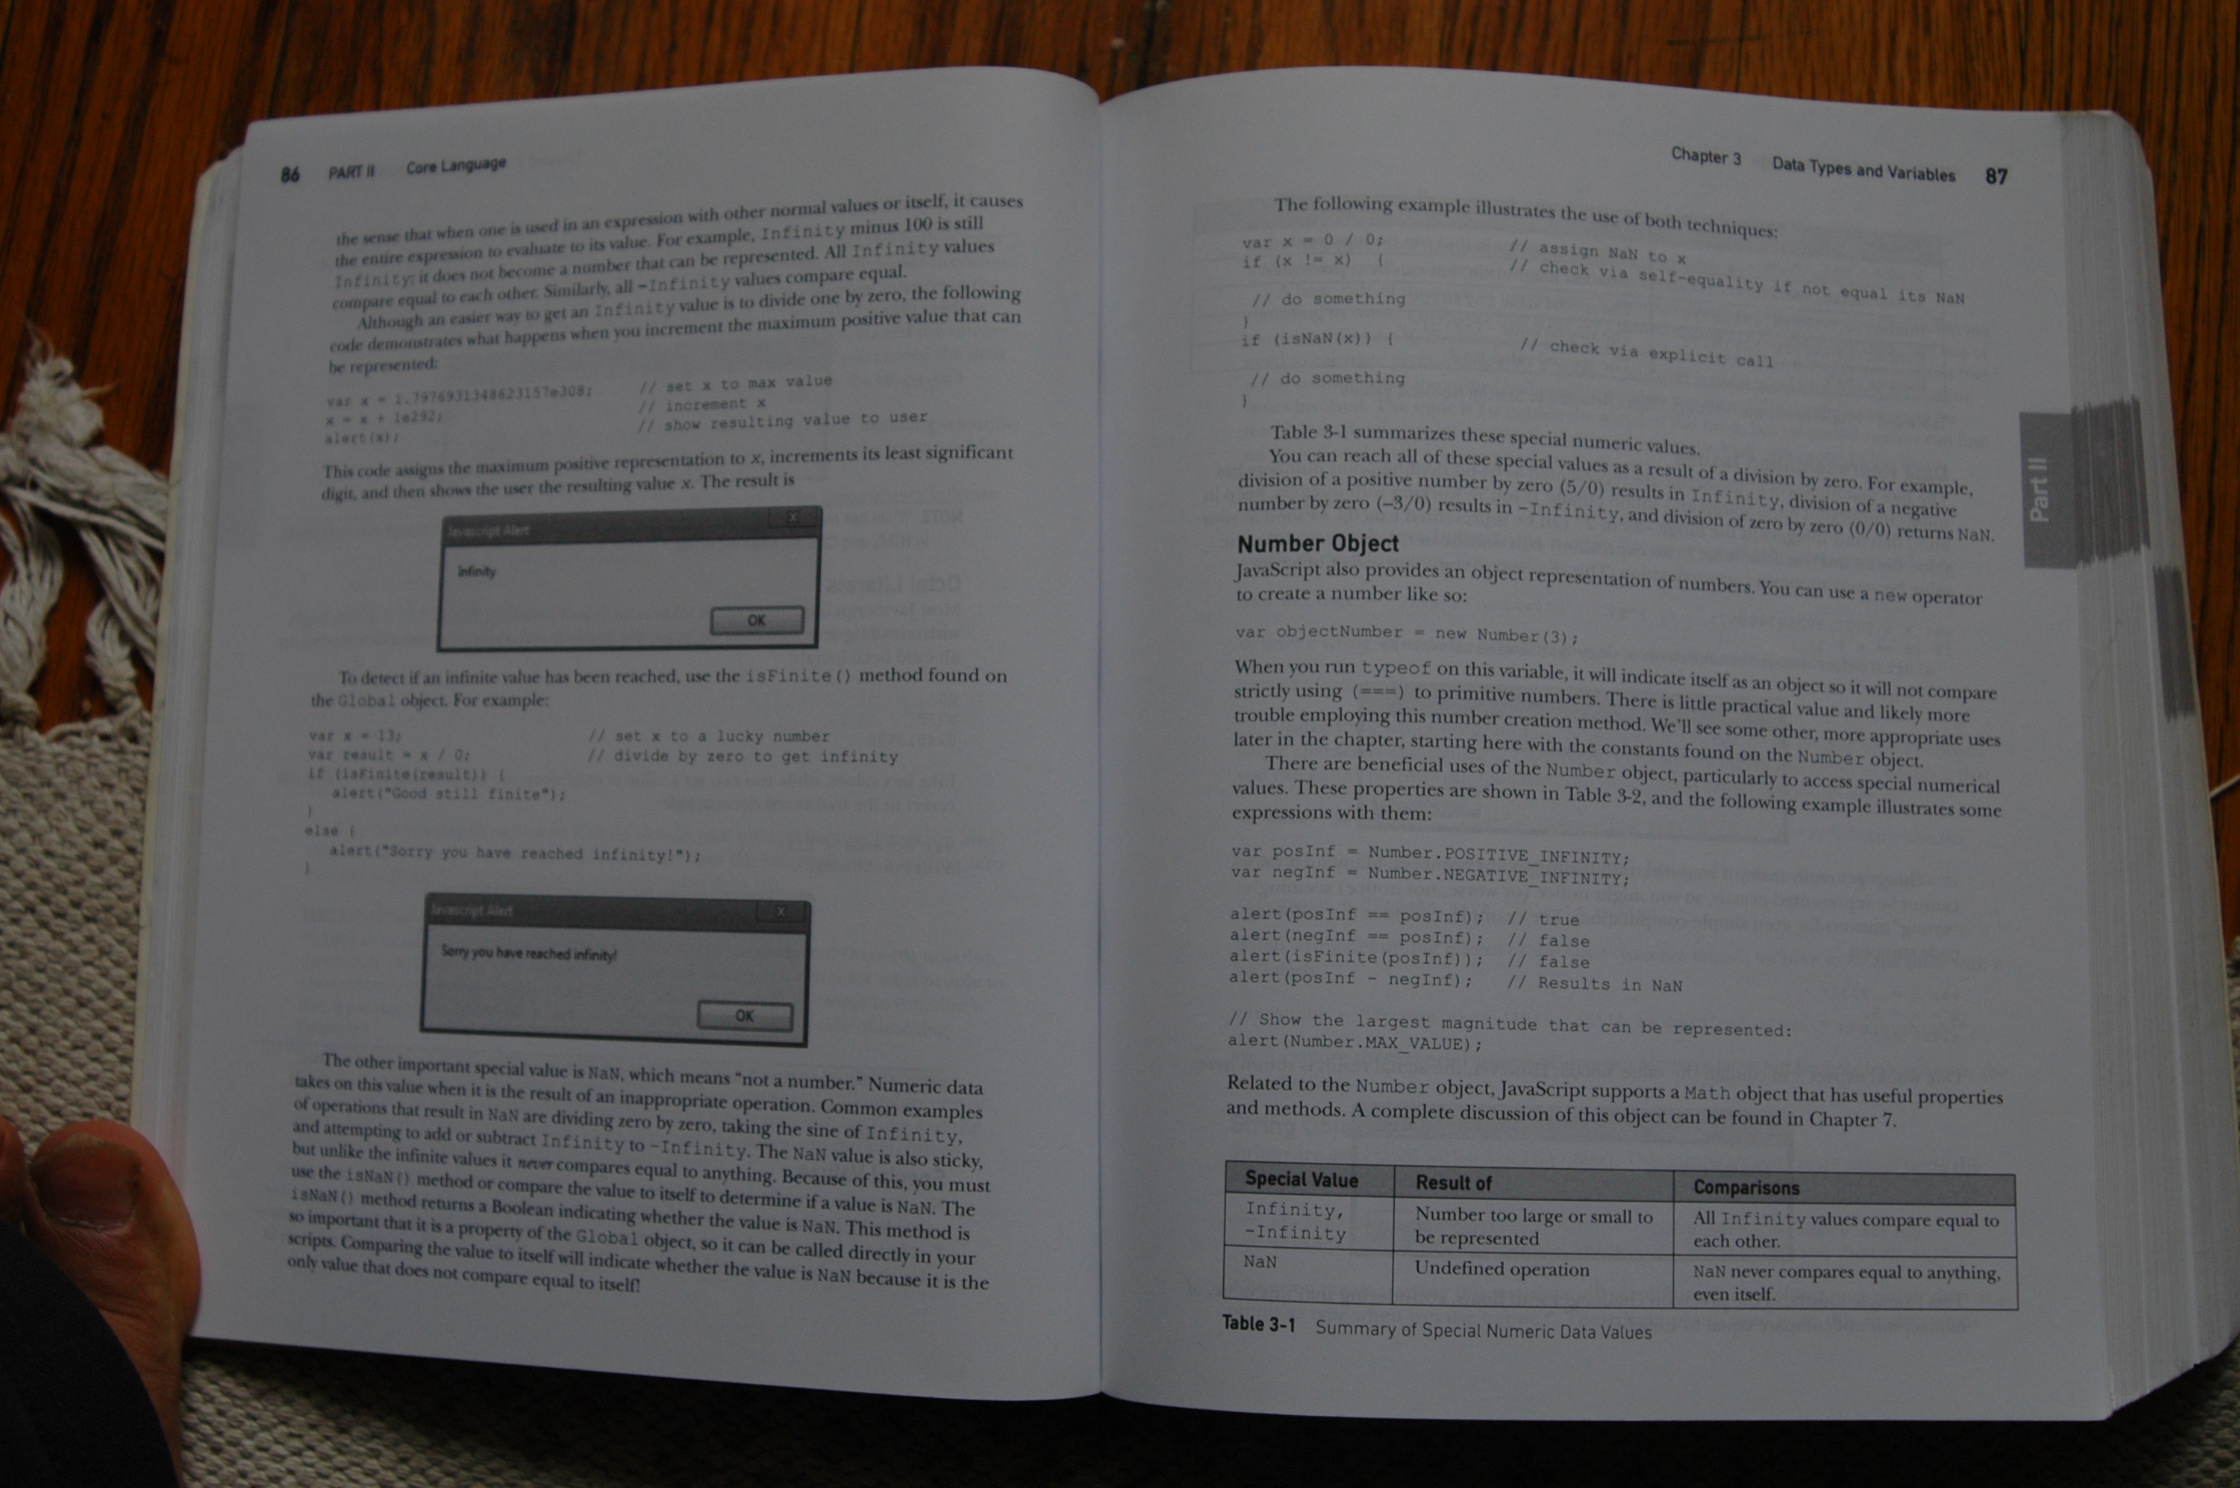 86 PART II Core Language
the sense that when one is used in an expression with other normal values or itself, it causes
the entire expression to evaluate to its value. For example, Infinity minus 100 is still
Infinity; it does not become a number that can be represented. All Infinity values
compare equal to each other. Similarly, all -Infinity values compare equal.
Although an easier way to get an Infinity value is to divide one by zero, the following
code demonstrates what happens when you increment the maximum positive value that can
be represented:
var x = 1.7976931348623157e308; // set x to max value
x = x + 1e292; // increment x
alert(x); // show resulting value to user
This code assigns the maximum positive representation to x, increments its least significant
digit, and then shows the user the resulting value x. The result is
Javascript Alert X
Infinity
OK
To detect if an infinite value has been reached, use the isFinite() method found on
the Global object. For example:
var x = 13; // set x to a lucky number
var result = x / 0; // divide by zero to get infinity
if (isFinite(result)) {
alert("Good still finite");
}
else {
alert("Sorry you have reached infinity!");
}
Javascript Alert X
Sorry you have reached infinity!
OK
The other important special value is NaN, which means "not a number." Numeric data
takes on this value when it is the result of an inappropriate operation. Common examples
of operations that result in NaN are dividing zero by zero, taking the sine of Infinity,
and attempting to add or subtract Infinity to -Infinity. The NaN value is also sticky,
but unlike the infinite values it never compares equal to anything. Because of this, you must
use the isNaN() method or compare the value to itself to determine if a value is NaN. The
isNaN() method returns a Boolean indicating whether the value is NaN. This method is
so important that it is a property of the Global object, so it can be called directly in your
scripts. Comparing the value to itself will indicate whether the value is NaN because it is the
only value that does not compare equal to itself!
Chapter 3 Data Types and Variables 87
The following example illustrates the use of both techniques:
var x = 0 / 0; // assign NaN to x
if (x != x) { // check via self-equality if not equal its NaN
// do something
}
if (isNaN(x)) { // check via explicit call
// do something
}
Table 3-1 summarizes these special numeric values.
You can reach all of these special values as a result of a division by zero. For example,
division of a positive number by zero (5/0) results in Infinity, division of a negative
number by zero (-3/0) results in -Infinity, and division of zero by zero (0/0) returns NaN.
Part II
Number Object
JavaScript also provides an object representation of numbers. You can use a new operator
to create a number like so:
var objectNumber = new Number(3);
When you run typeof on this variable, it will indicate itself as an object so it will not compare
strictly using (===) to primitive numbers. There is little practical value and likely more
trouble employing this number creation method. We'll see some other, more appropriate uses
later in the chapter, starting here with the constants found on the Number object.
There are beneficial uses of the Number object, particularly to access special numerical
values. These properties are shown in Table 3-2, and the following example illustrates some
expressions with them:
var posInf = Number.POSITIVE_INFINITY;
var negInf = Number.NEGATIVE_INFINITY;
alert(posInf == posInf); // true
alert(negInf == posInf); // false
alert(isFinite(posInf)); // false
alert(posInf - negInf); // Results in NaN
// Show the largest magnitude that can be represented:
alert(Number.MAX_VALUE);
Related to the Number object, JavaScript supports a Math object that has useful properties
and methods. A complete discussion of this object can be found in Chapter 7.
Special Value Result of Comparisons
Infinity, Number too large or small to All Infinity values compare equal to
-Infinity be represented each other.
NaN Undefined operation NaN never compares equal to anything,
even itself.
Table 3-1 Summary of Special Numeric Data Values